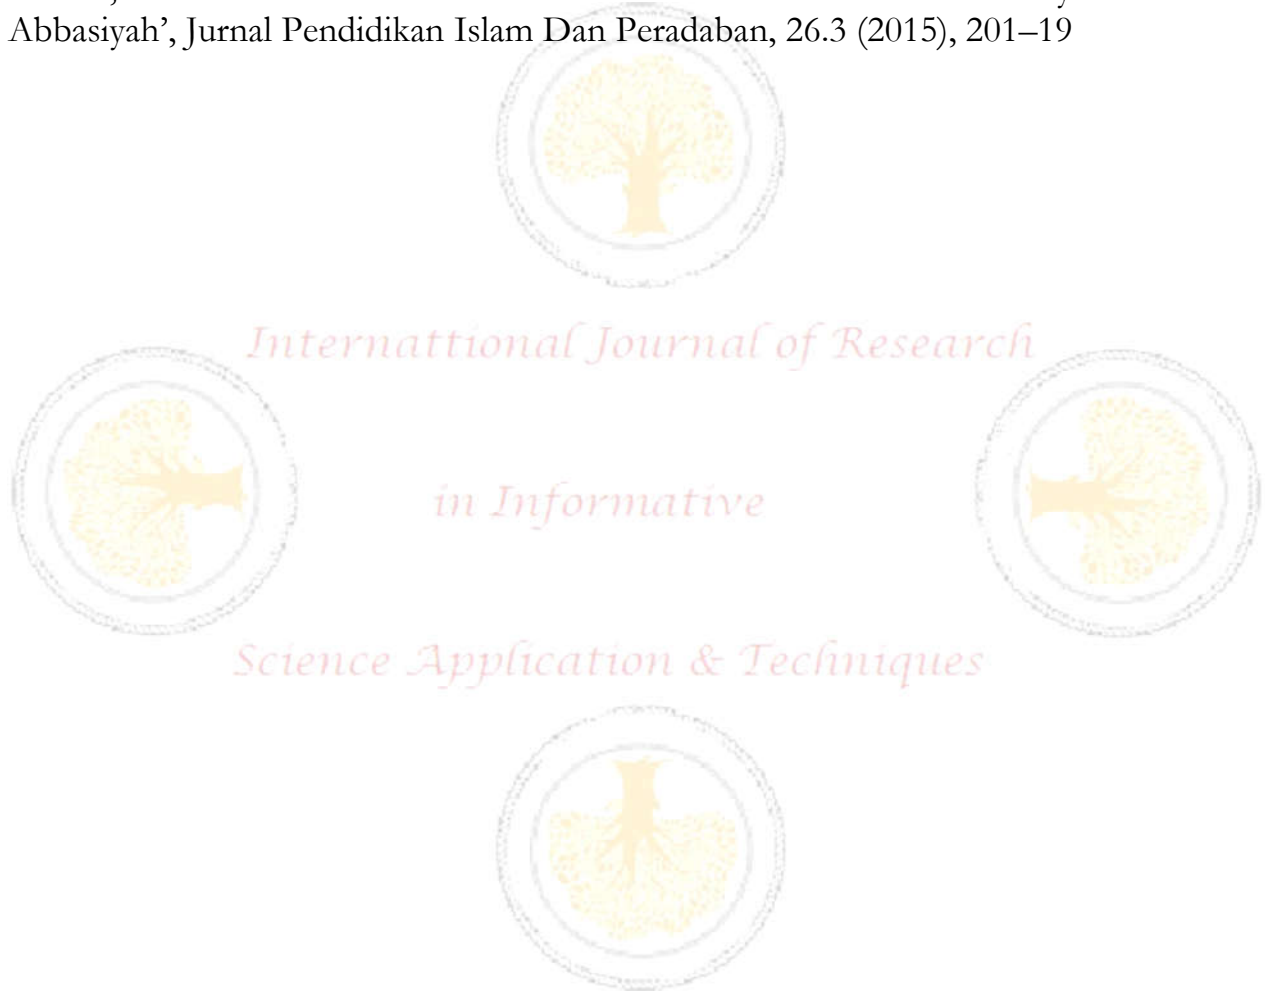 Abbasiyah’, Jurnal Pendidikan Islam Dan Peradaban, 26.3 (2015), 201–19
Internattional Journal of Research
in Informative
Science Application & Techniques